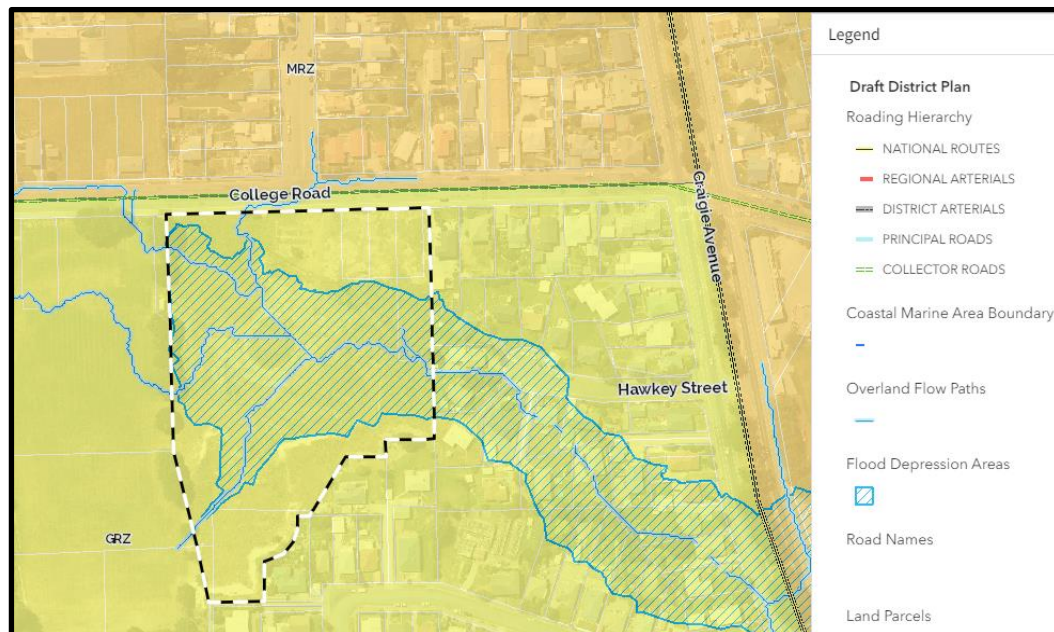 MRZ
College Road
Craigie Avenue
Hawkey Street
GRZ
Legend
Draft District Plan
Roading Hierarchy
NATIONAL ROUTES
REGIONAL ARTERIALS
DISTRICT ARTERIALS
PRINCIPAL ROADS
COLLECTOR ROADS
Coastal Marine Area Boundary
Overland Flow Paths
Flood Depression Areas
Road Names
Land Parcels